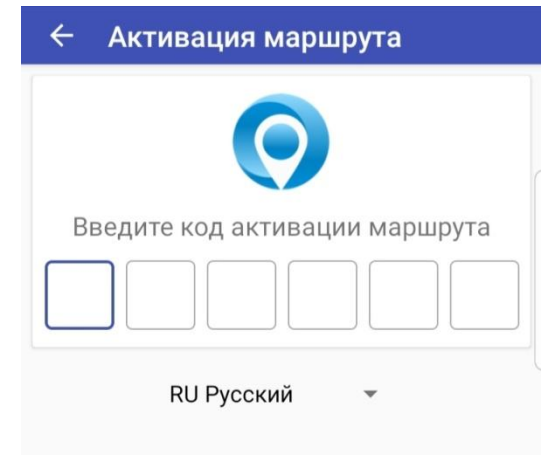 Активация маршрута
Введите код активации маршрута
RU Русский